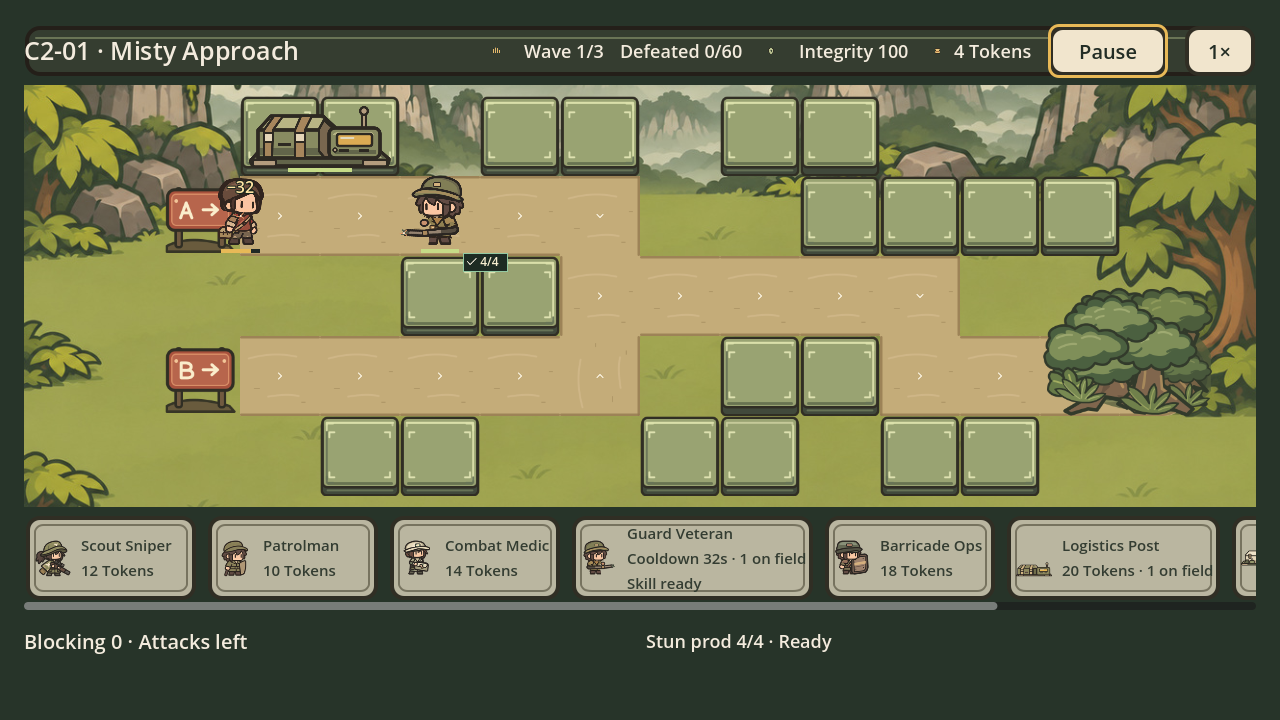 C2-01 · Misty Approach
Wave 1/3 Defeated 0/60 Integrity 100 4 Tokens Pause 1×
A
−32
4/4
B
Scout Sniper
12 Tokens
Patrolman
10 Tokens
Combat Medic
14 Tokens
Guard Veteran
Cooldown 32s · 1 on field
Skill ready
Barricade Ops
18 Tokens
Logistics Post
20 Tokens · 1 on field
Blocking 0 · Attacks left
Stun prod 4/4 · Ready